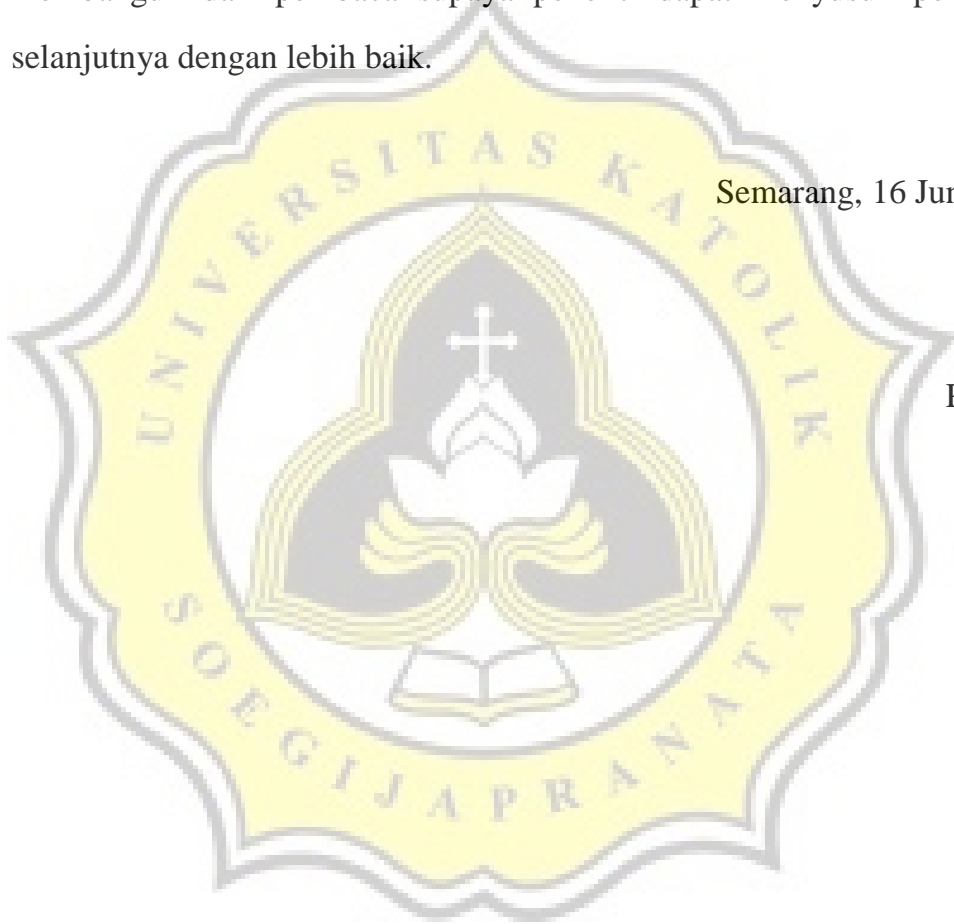 selanjutnya dengan lebih baik.
Semarang, 16 Jun
UNIVERSITAS KATOLIK
SOEGIJAPRANATA